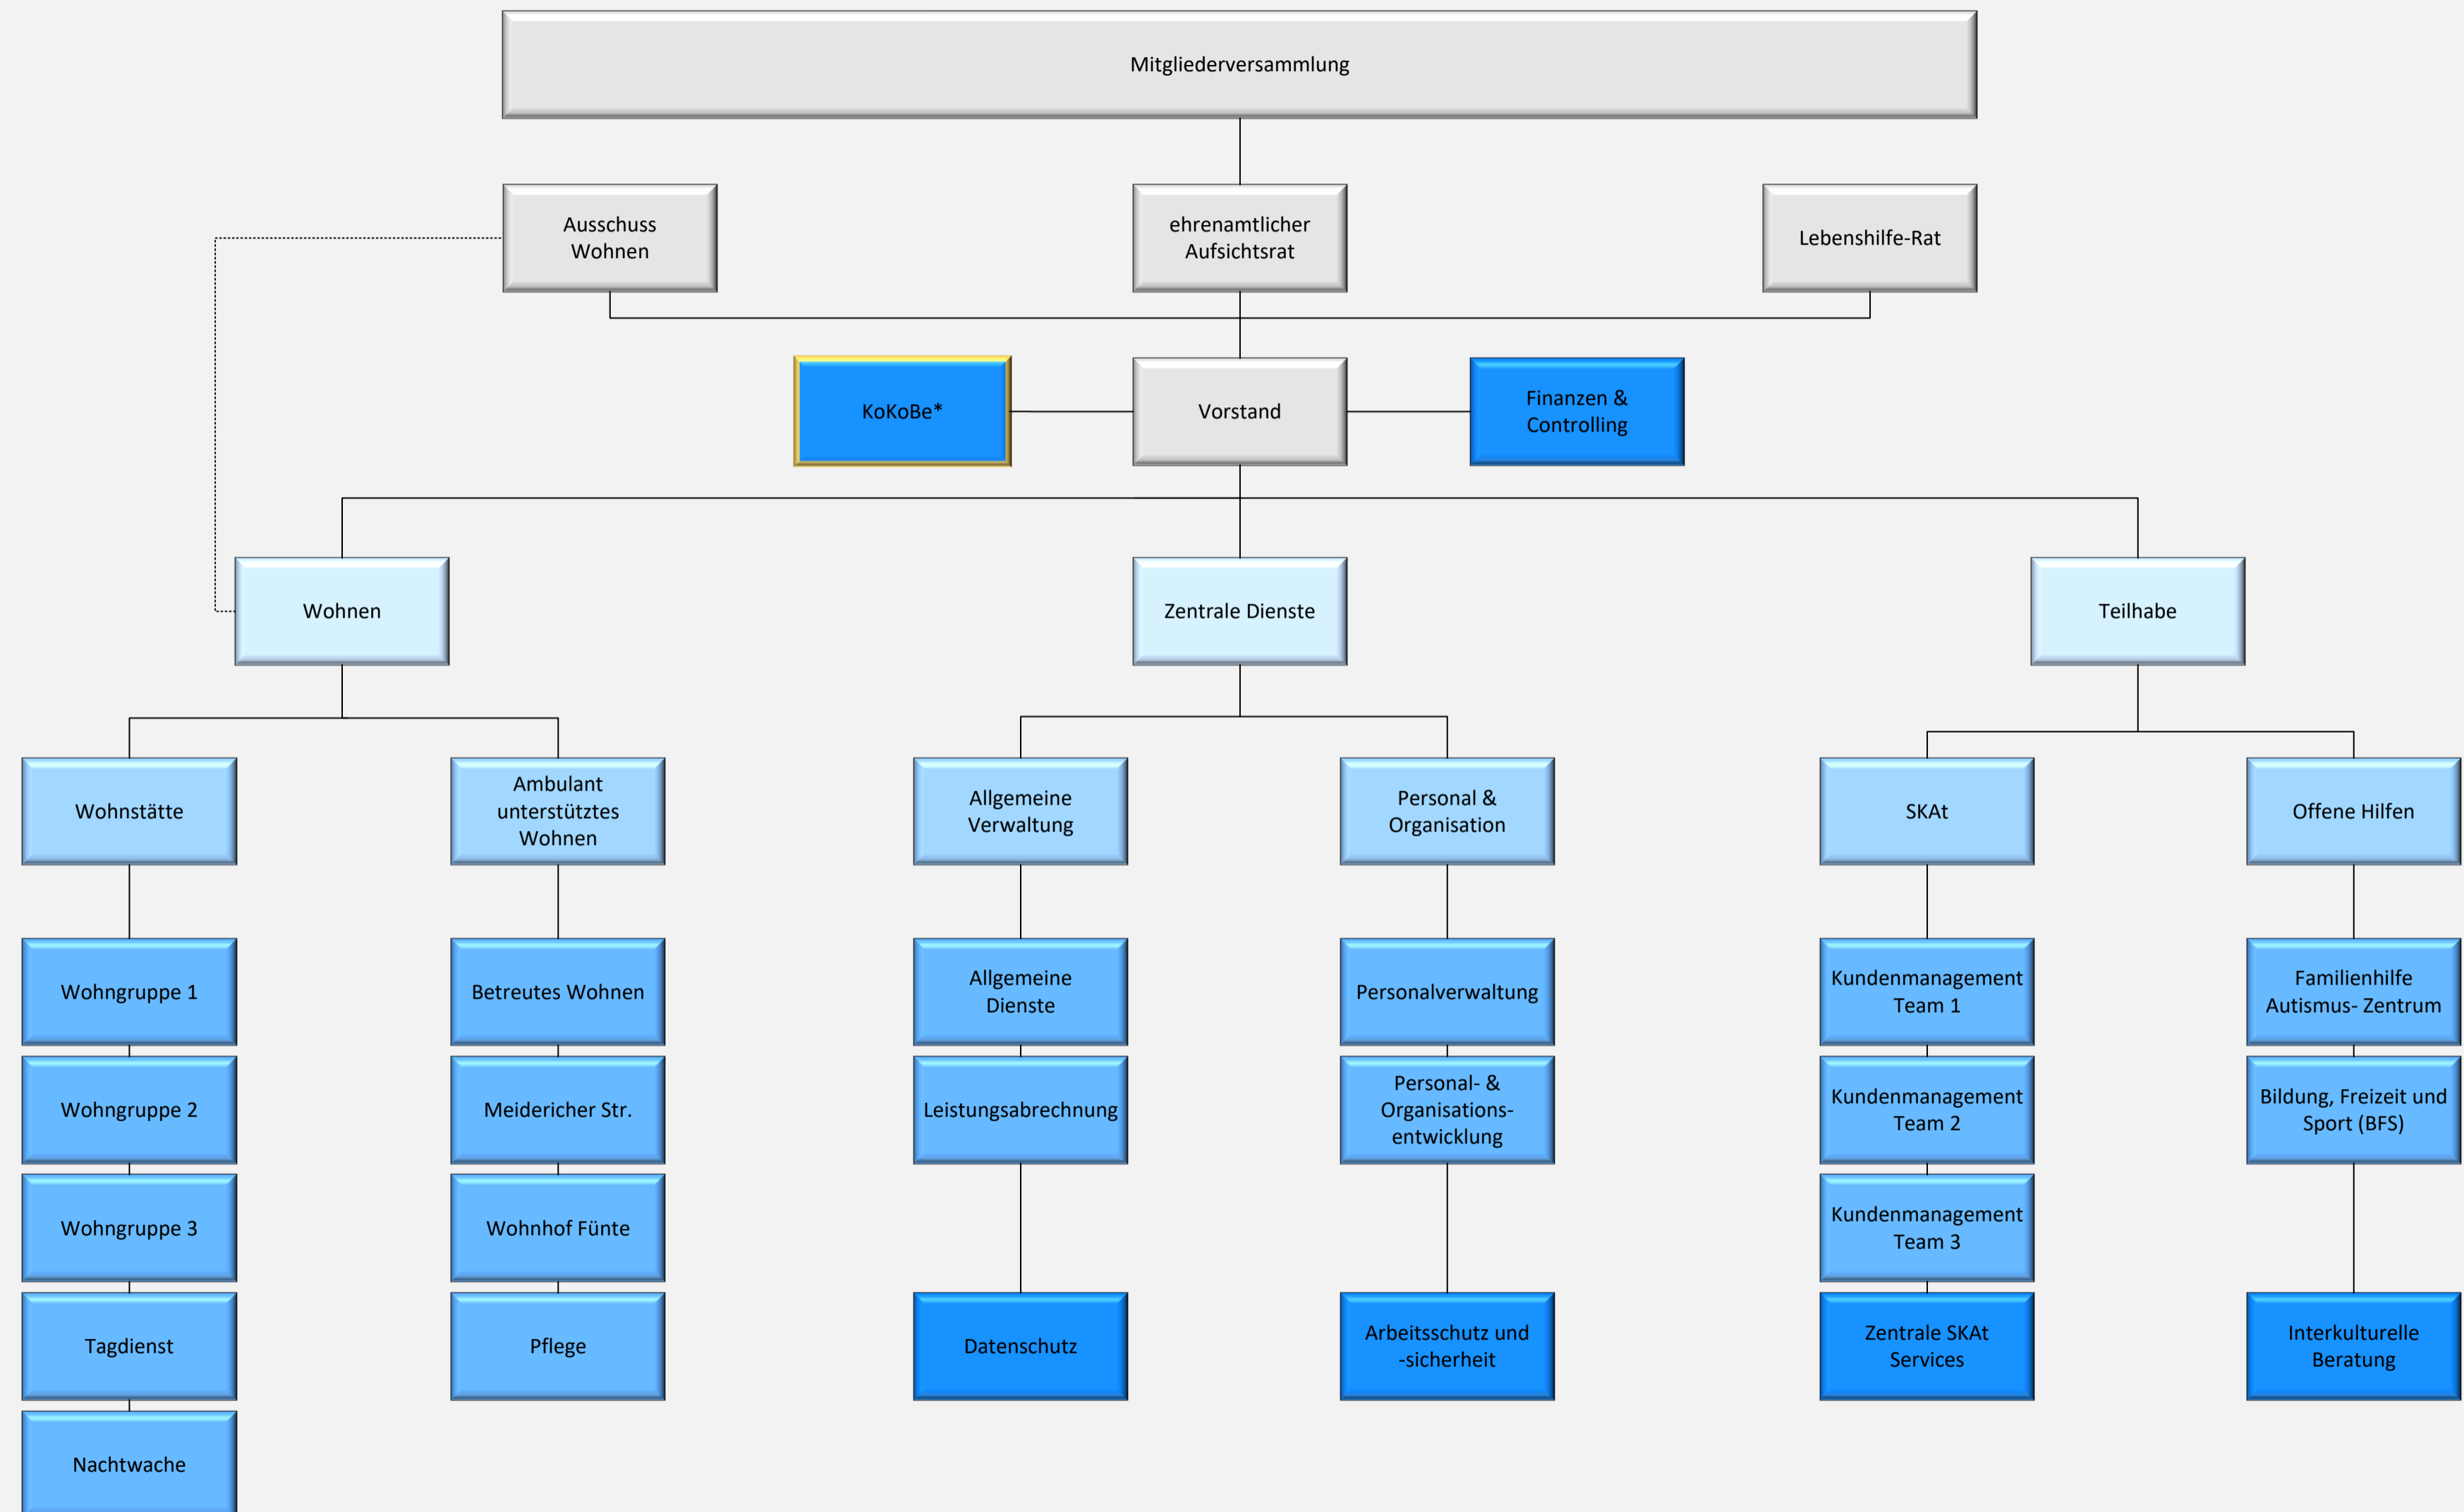 Mitgliederversammlung
Ausschuss
Wohnen
ehrenamtlicher
Aufsichtsrat
Lebenshilfe-Rat
KoKoBe*
Vorstand
Finanzen &
Controlling
Wohnen
Zentrale Dienste
Teilhabe
Wohnstätte
Ambulant
unterstütztes
Wohnen
Allgemeine
Verwaltung
Personal &
Organisation
SKAt
Offene Hilfen
Wohngruppe 1
Betreutes Wohnen
Allgemeine
Dienste
Personalverwaltung
Kundenmanagement
Team 1
Familienhilfe
Autismus- Zentrum
Wohngruppe 2
Meidericher Str.
Leistungsabrechnung
Personal- &
Organisations-
entwicklung
Kundenmanagement
Team 2
Bildung, Freizeit und
Sport (BFS)
Wohngruppe 3
Wohnhof Fünte
Kundenmanagement
Team 3
Tagdienst
Pflege
Datenschutz
Arbeitsschutz und
-sicherheit
Zentrale SKAt
Services
Interkulturelle
Beratung
Nachtwache